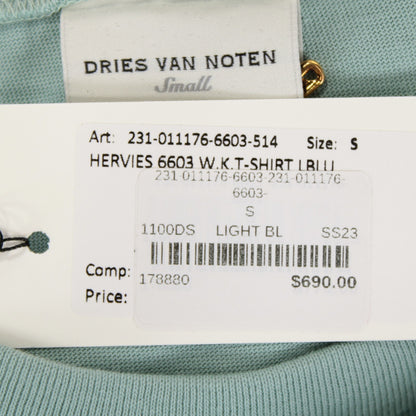 DRIES VAN NOTEN
Small
Art: 231-011176-6603-514 Size: S
HERVIES 6603 W.K.T-SHIRT LBLU
231-011176-6603-231-011176-
6603-
S
1100DS LIGHT BL SS23
Comp: 178880 $690.00
Price: